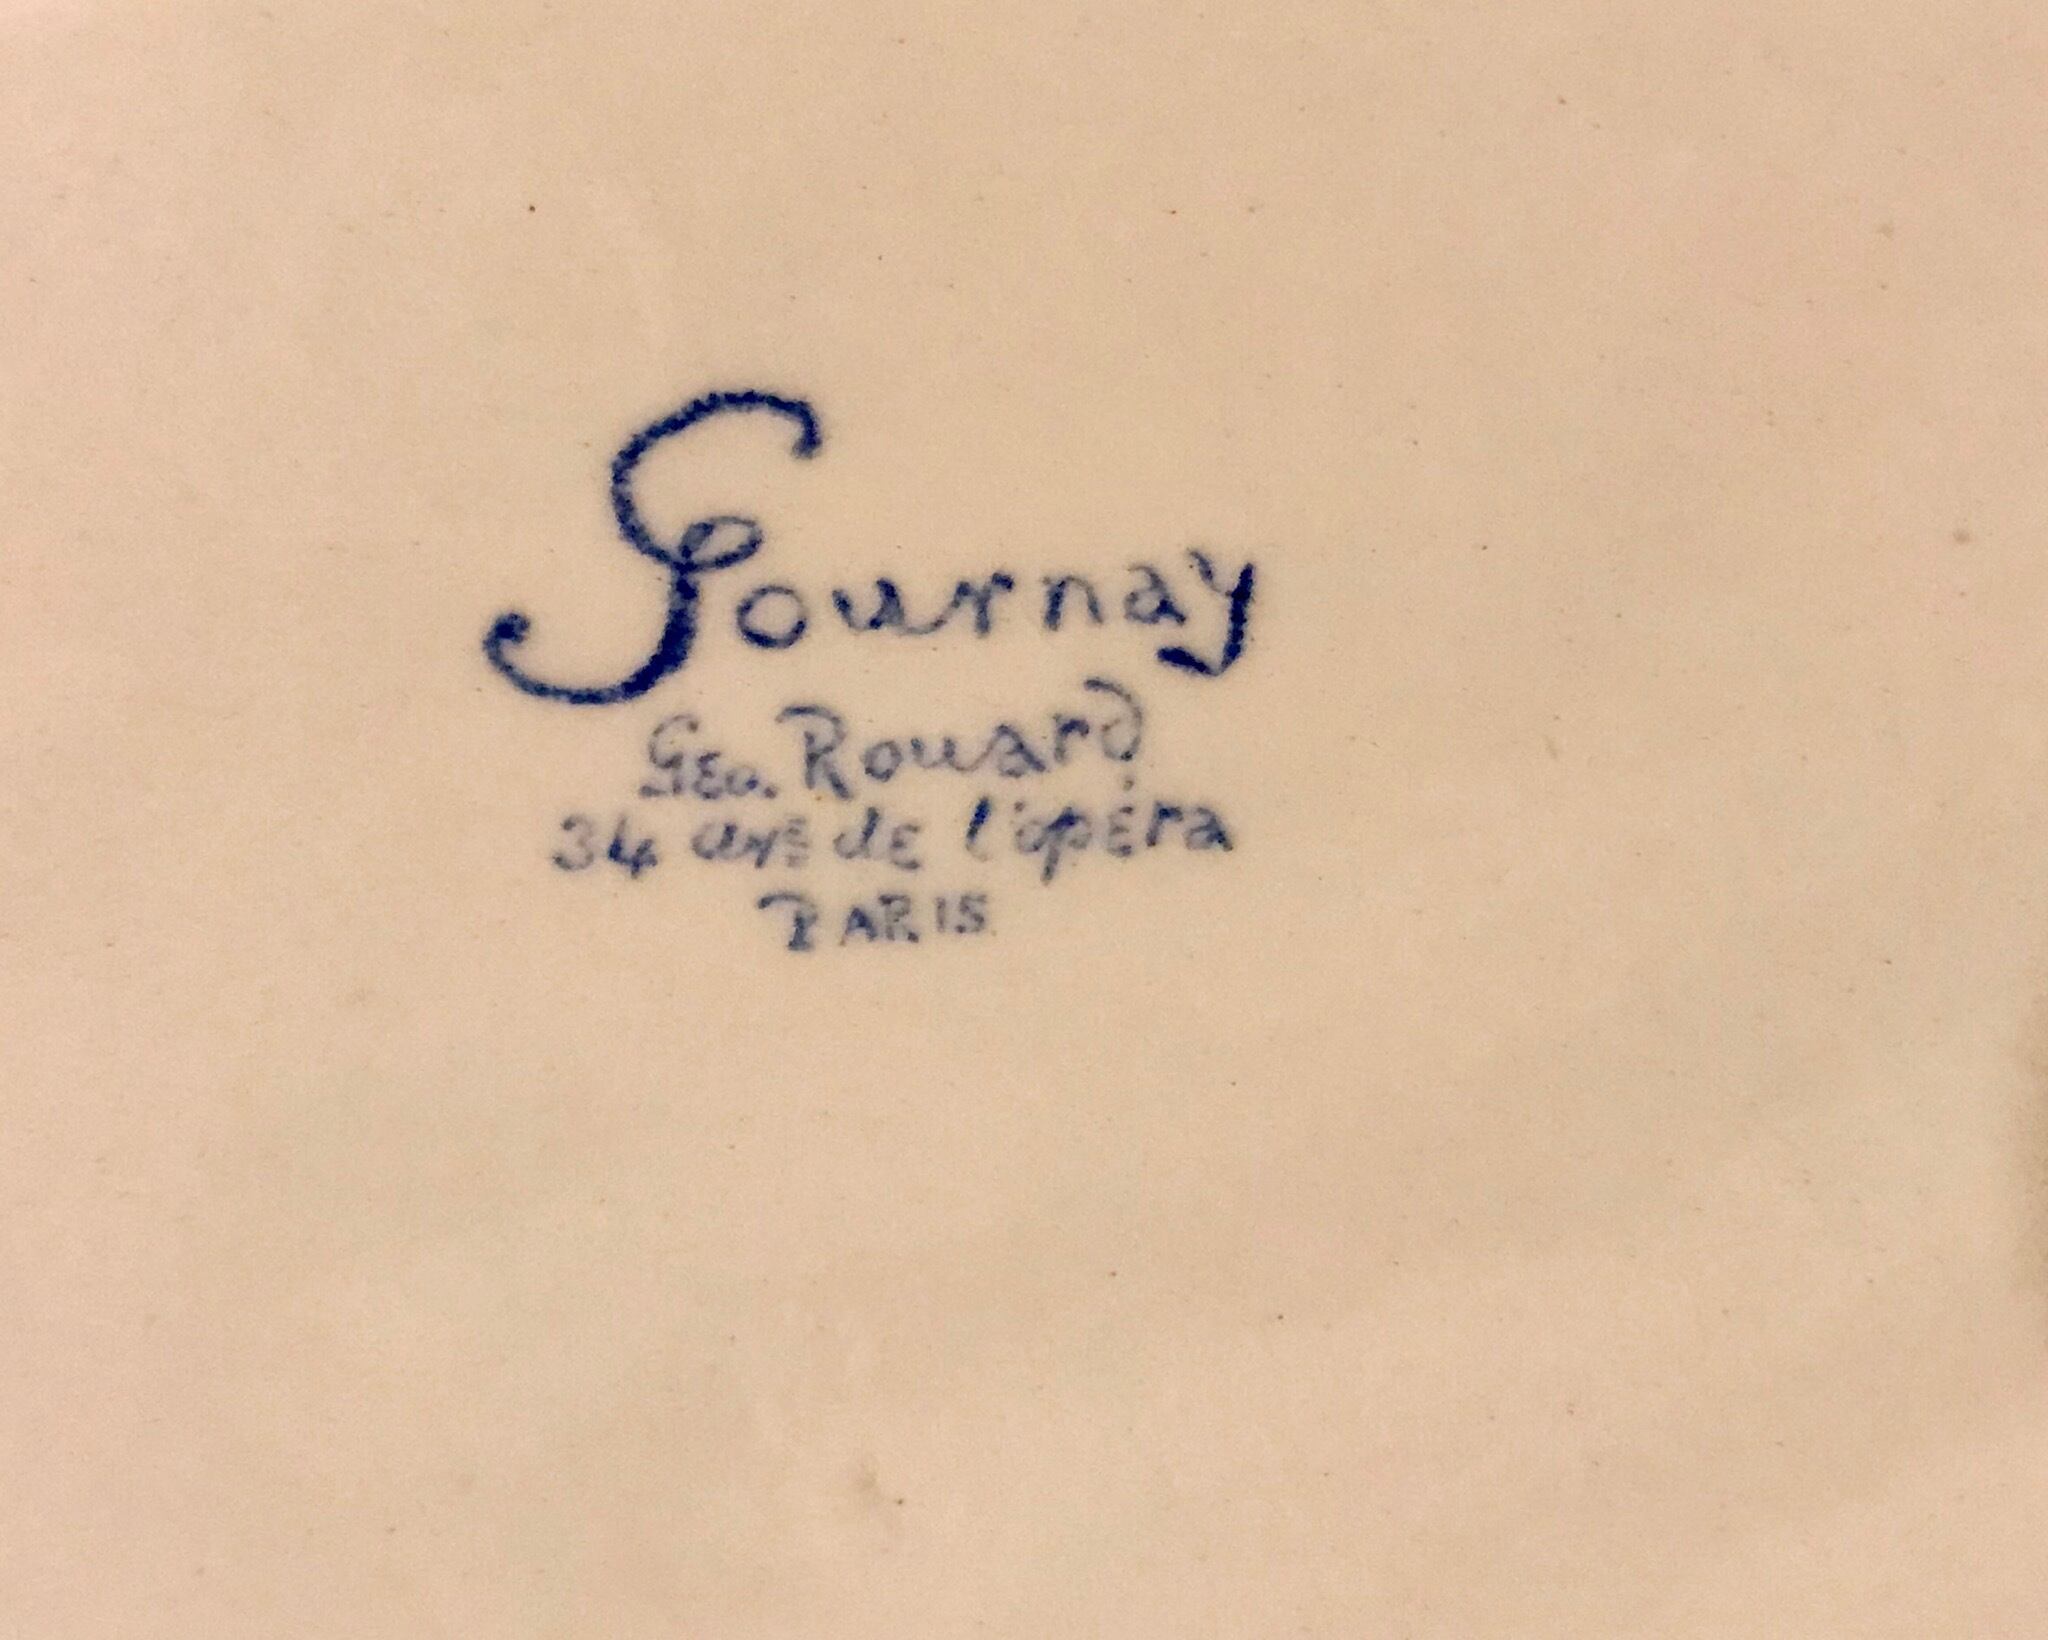 Gournay
Geo. Rouard
34 ave de l'opéra
PARIS